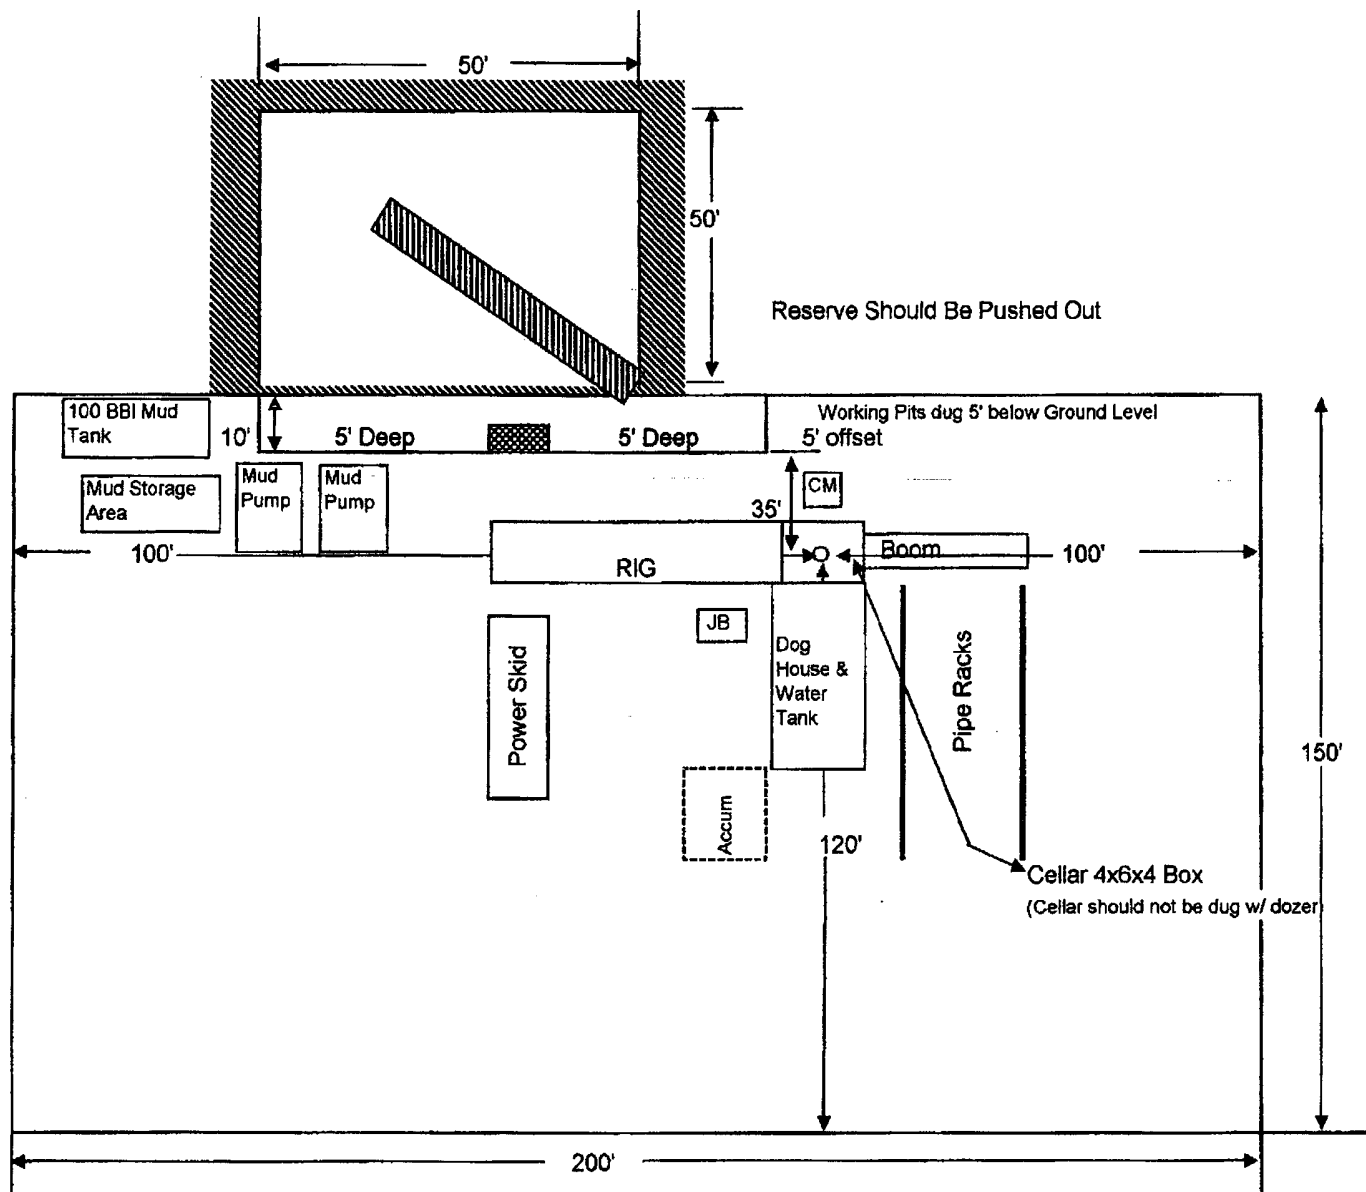 50'
50'
Reserve Should Be Pushed Out
100 BBl Mud
Tank
10'
5' Deep
5' Deep
Working Pits dug 5' below Ground Level
5' offset
Mud Storage
Area
Mud
Pump
Mud
Pump
CM
35'
100'
RIG
Boom
100'
JB
Power Skid
Dog
House &
Water
Tank
Pipe Racks
150'
Accum
120'
Cellar 4x6x4 Box
(Cellar should not be dug w/ dozer)
200'